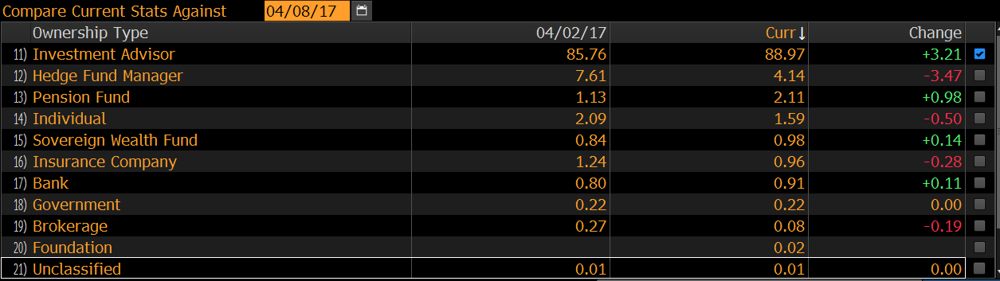 Compare Current Stats Against 04/08/17
Ownership Type 04/02/17 Curr↓ Change
11) Investment Advisor 85.76 88.97 +3.21
12) Hedge Fund Manager 7.61 4.14 -3.47
13) Pension Fund 1.13 2.11 +0.98
14) Individual 2.09 1.59 -0.50
15) Sovereign Wealth Fund 0.84 0.98 +0.14
16) Insurance Company 1.24 0.96 -0.28
17) Bank 0.80 0.91 +0.11
18) Government 0.22 0.22 0.00
19) Brokerage 0.27 0.08 -0.19
20) Foundation 0.02
21) Unclassified 0.01 0.01 0.00